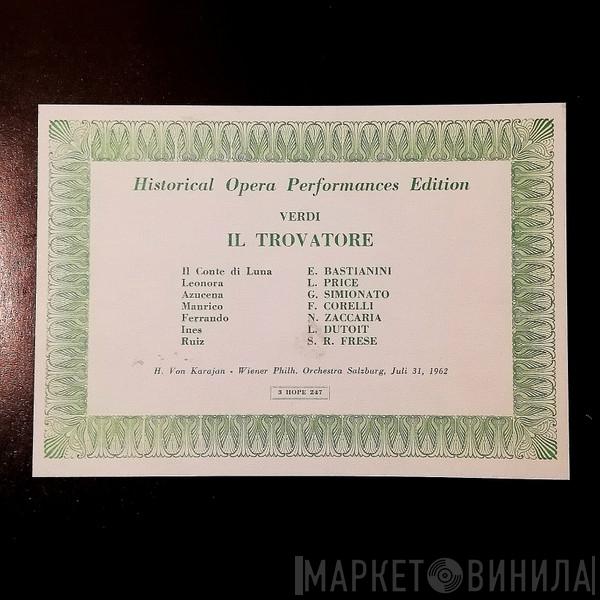 Historical Opera Performances Edition
VERDI
IL TROVATORE
Il Conte di Luna E. BASTIANINI
Leonora L. PRICE
Azucena G. SIMIONATO
Manrico F. CORELLI
Ferrando N. ZACCARIA
Ines L. DUTOIT
Ruiz S. R. FRESE
H. Von Karajan - Wiener Philh. Orchestra Salzburg, Juli 31, 1962
3 HOPE 247
МАРКЕТ ВИНИЛА